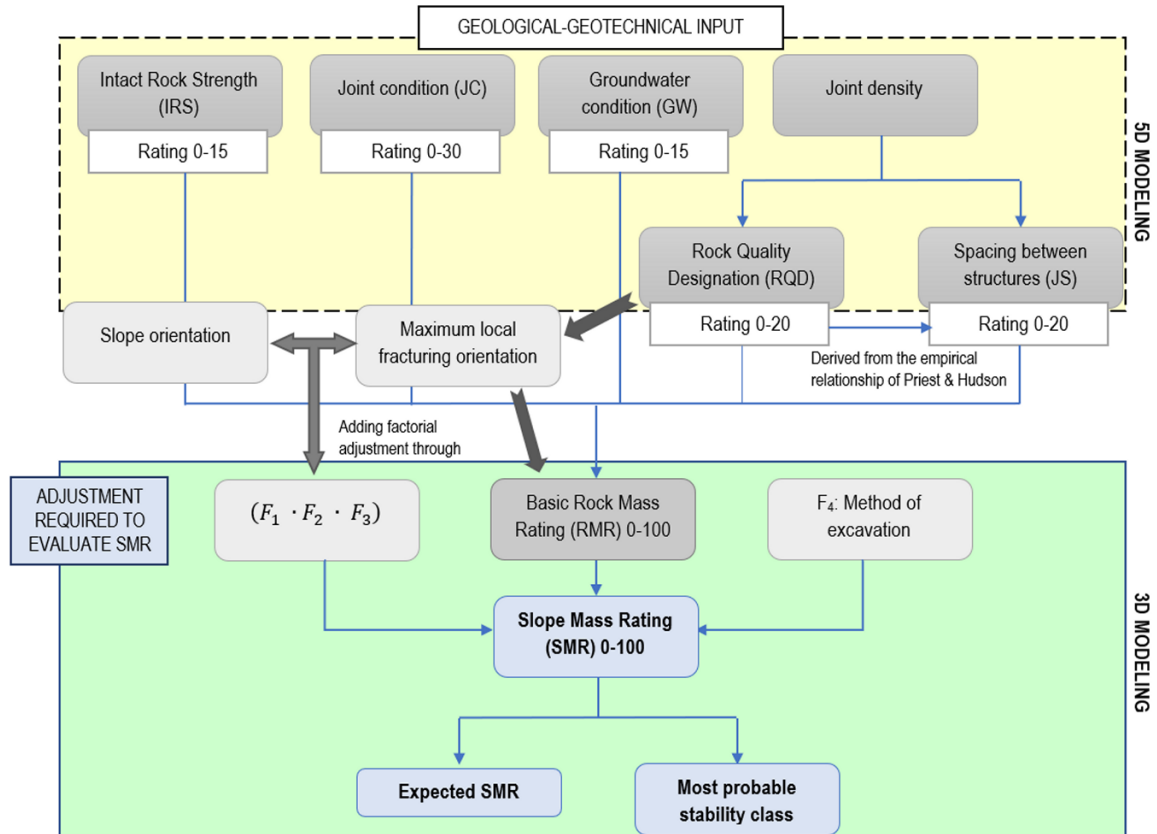 GEOLOGICAL-GEOTECHNICAL INPUT
Intact Rock Strength
(IRS)
Rating 0-15
Joint condition (JC)
Rating 0-30
Groundwater
condition (GW)
Rating 0-15
Joint density
5D MODELING
Rock Quality
Designation (RQD)
Rating 0-20
Spacing between
structures (JS)
Rating 0-20
Derived from the empirical
relationship of Priest & Hudson
Slope orientation
Maximum local
fracturing orientation
Adding factorial
adjustment through
ADJUSTMENT
REQUIRED TO
EVALUATE SMR
(F₁ · F₂ · F₃)
Basic Rock Mass
Rating (RMR) 0-100
F₄: Method of
excavation
3D MODELING
Slope Mass Rating
(SMR) 0-100
Expected SMR
Most probable
stability class